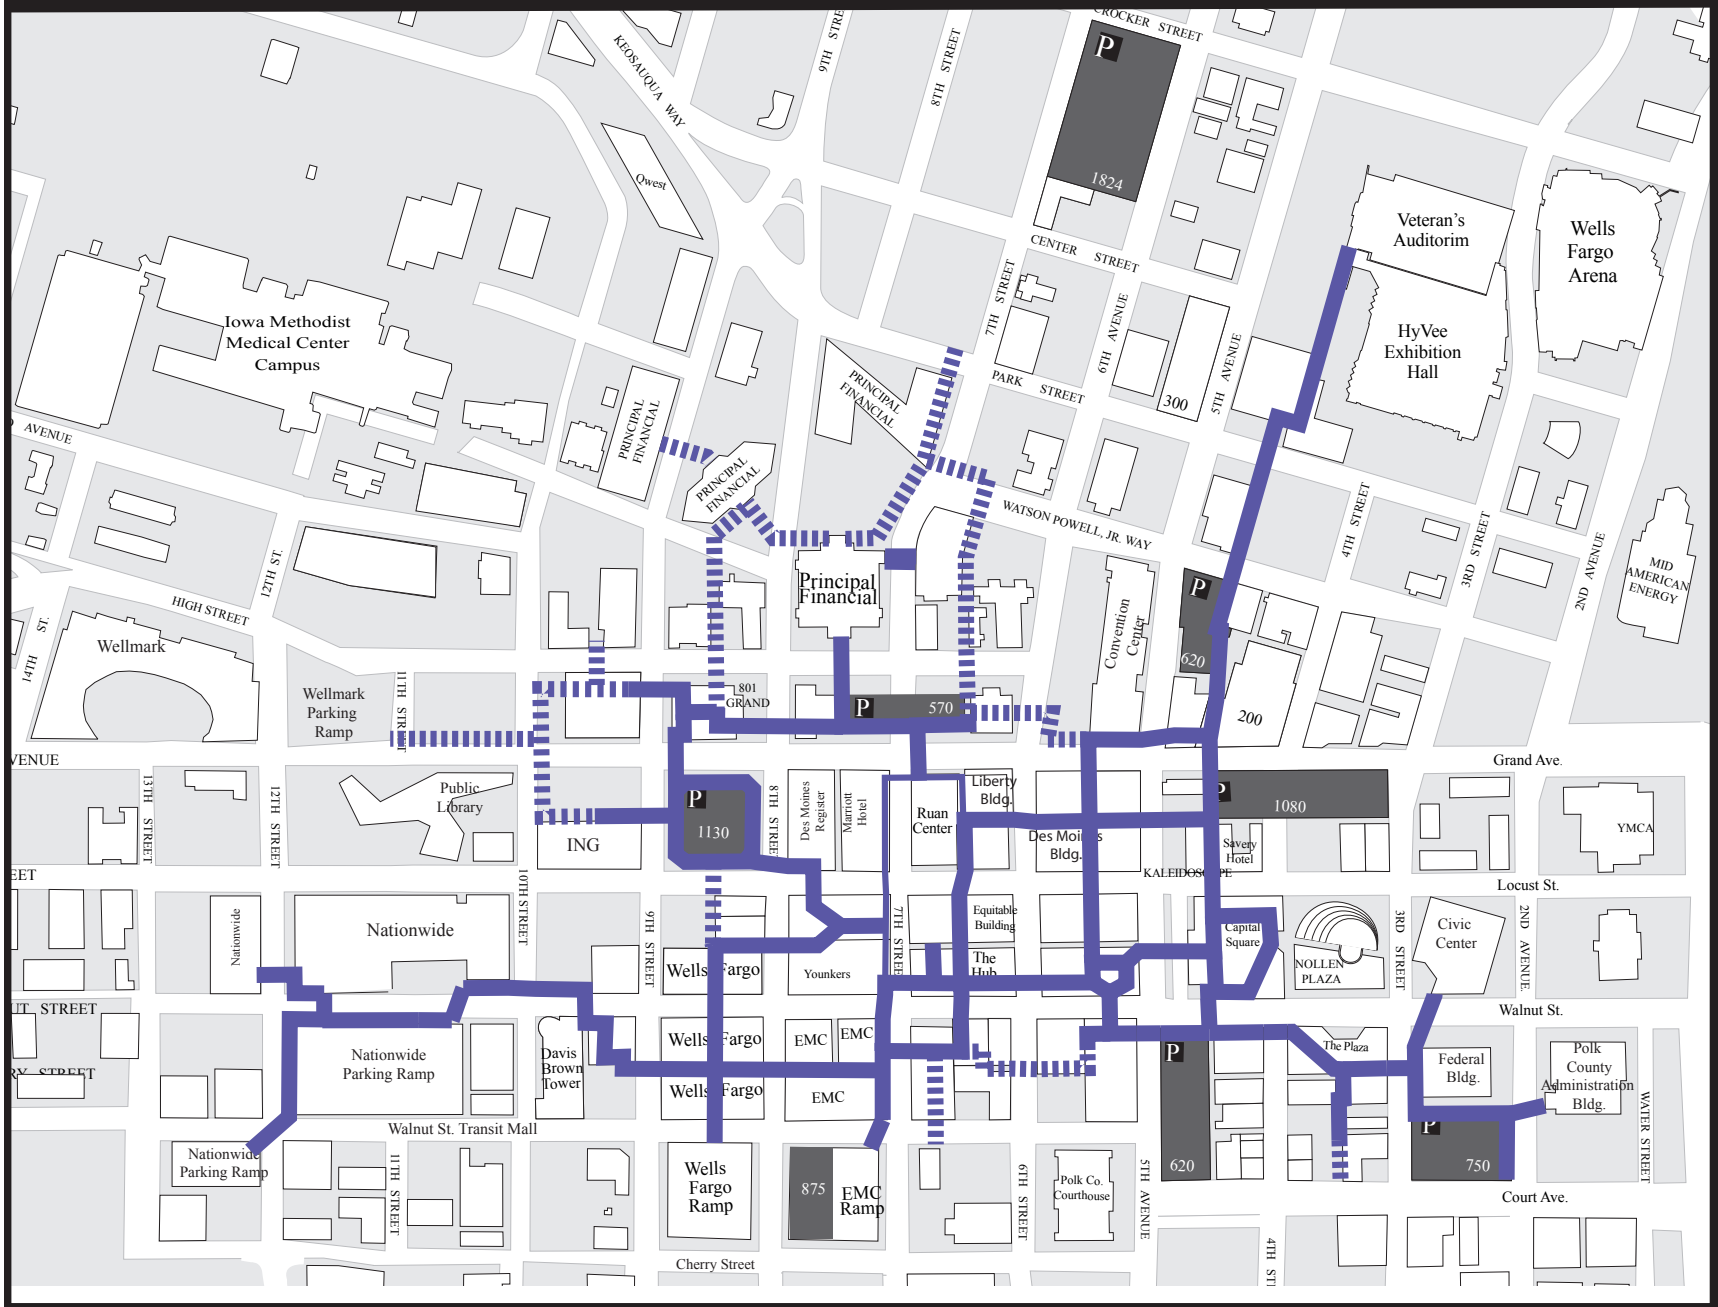 CROCKER STREET
P
1824
KEOSAUQUA WAY
9TH STRE
8TH STREET
Qwest
Veteran's
Auditorim
Wells
Fargo
Arena
CENTER STREET
7TH STREET
6TH AVENUE
5TH AVENUE
Iowa Methodist
Medical Center
Campus
HyVee
Exhibition
Hall
PARK STREET
300
PRINCIPAL
FINANCIAL
PRINCIPAL
FINANCIAL
PRINCIPAL
FINANCIAL
AVENUE
WATSON POWELL, JR. WAY
4TH STREET
3RD STREET
2ND AVENUE
MID
AMERICAN
ENERGY
12TH ST.
HIGH STREET
14TH ST.
Wellmark
Principal
Financial
Convention
Center
P
620
Wellmark
Parking
Ramp
11TH STREET
801
GRAND
P
570
200
VENUE
Grand Ave.
13TH STREET
12TH STREET
Public
Library
ING
P
1130
8TH STREE
Des Moines
Register
Marriott
Hotel
Ruan
Center
Liberty
Bldg.
Des Moines
Bldg.
P
1080
Savery
Hotel
KALEIDOSCOPE
YMCA
EET
Locust St.
Nationwide
Nationwide
10TH STREET
9TH STREET
7TH STREE
Equitable
Building
The
Hub
Capital
Square
NOLLEN
PLAZA
3RD STREET
Civic
Center
2ND AVENUE.
Wells Fargo
Younkers
UT STREET
Walnut St.
Nationwide
Parking Ramp
Davis
Brown
Tower
Wells Fargo
EMC
EMC
P
The Plaza
Federal
Bldg.
Polk
County
Administration
Bldg.
RY STREET
Wells Fargo
EMC
WATER STREET
Walnut St. Transit Mall
P
Nationwide
Parking Ramp
11TH STREET
Wells
Fargo
Ramp
875
EMC
Ramp
6TH STREET
Polk Co.
Courthouse
5TH AVENUE
620
750
Court Ave.
4TH ST
Cherry Street